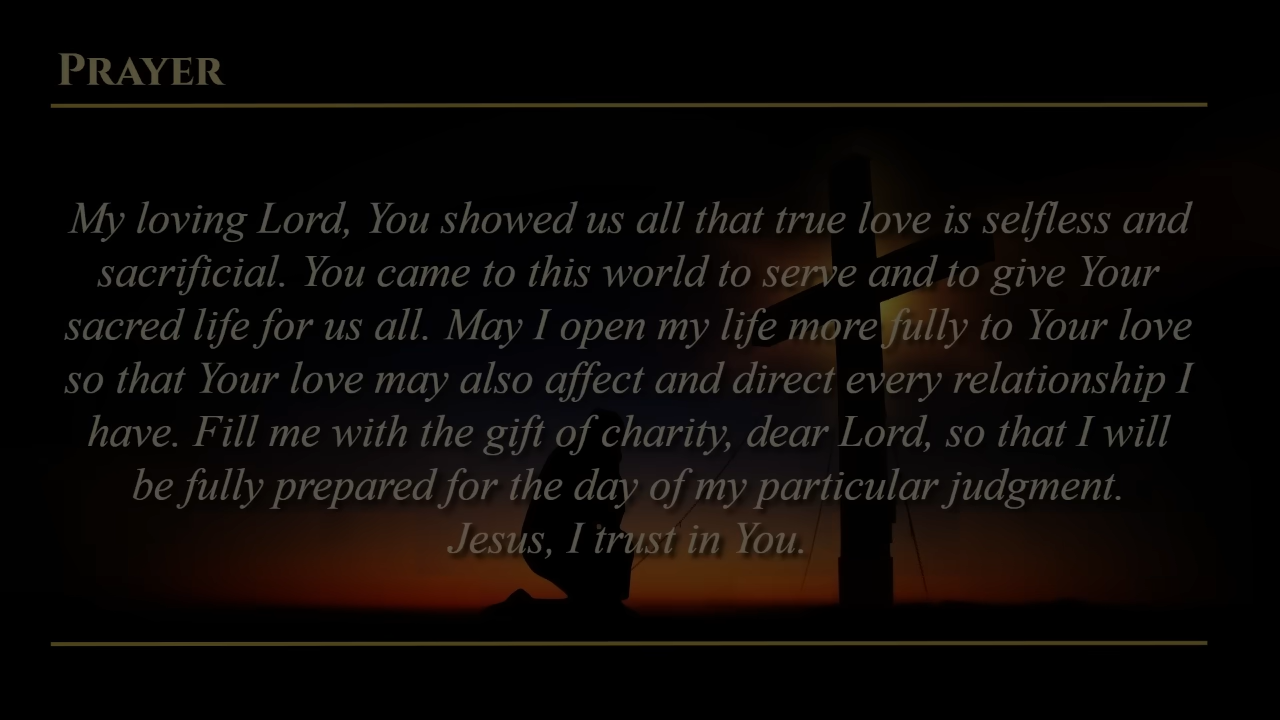 PRAYER
My loving Lord, You showed us all that true love is selfless and
sacrificial. You came to this world to serve and to give Your
sacred life for us all. May I open my life more fully to Your love
so that Your love may also affect and direct every relationship I
have. Fill me with the gift of charity, dear Lord, so that I will
be fully prepared for the day of my particular judgment.
Jesus, I trust in You.